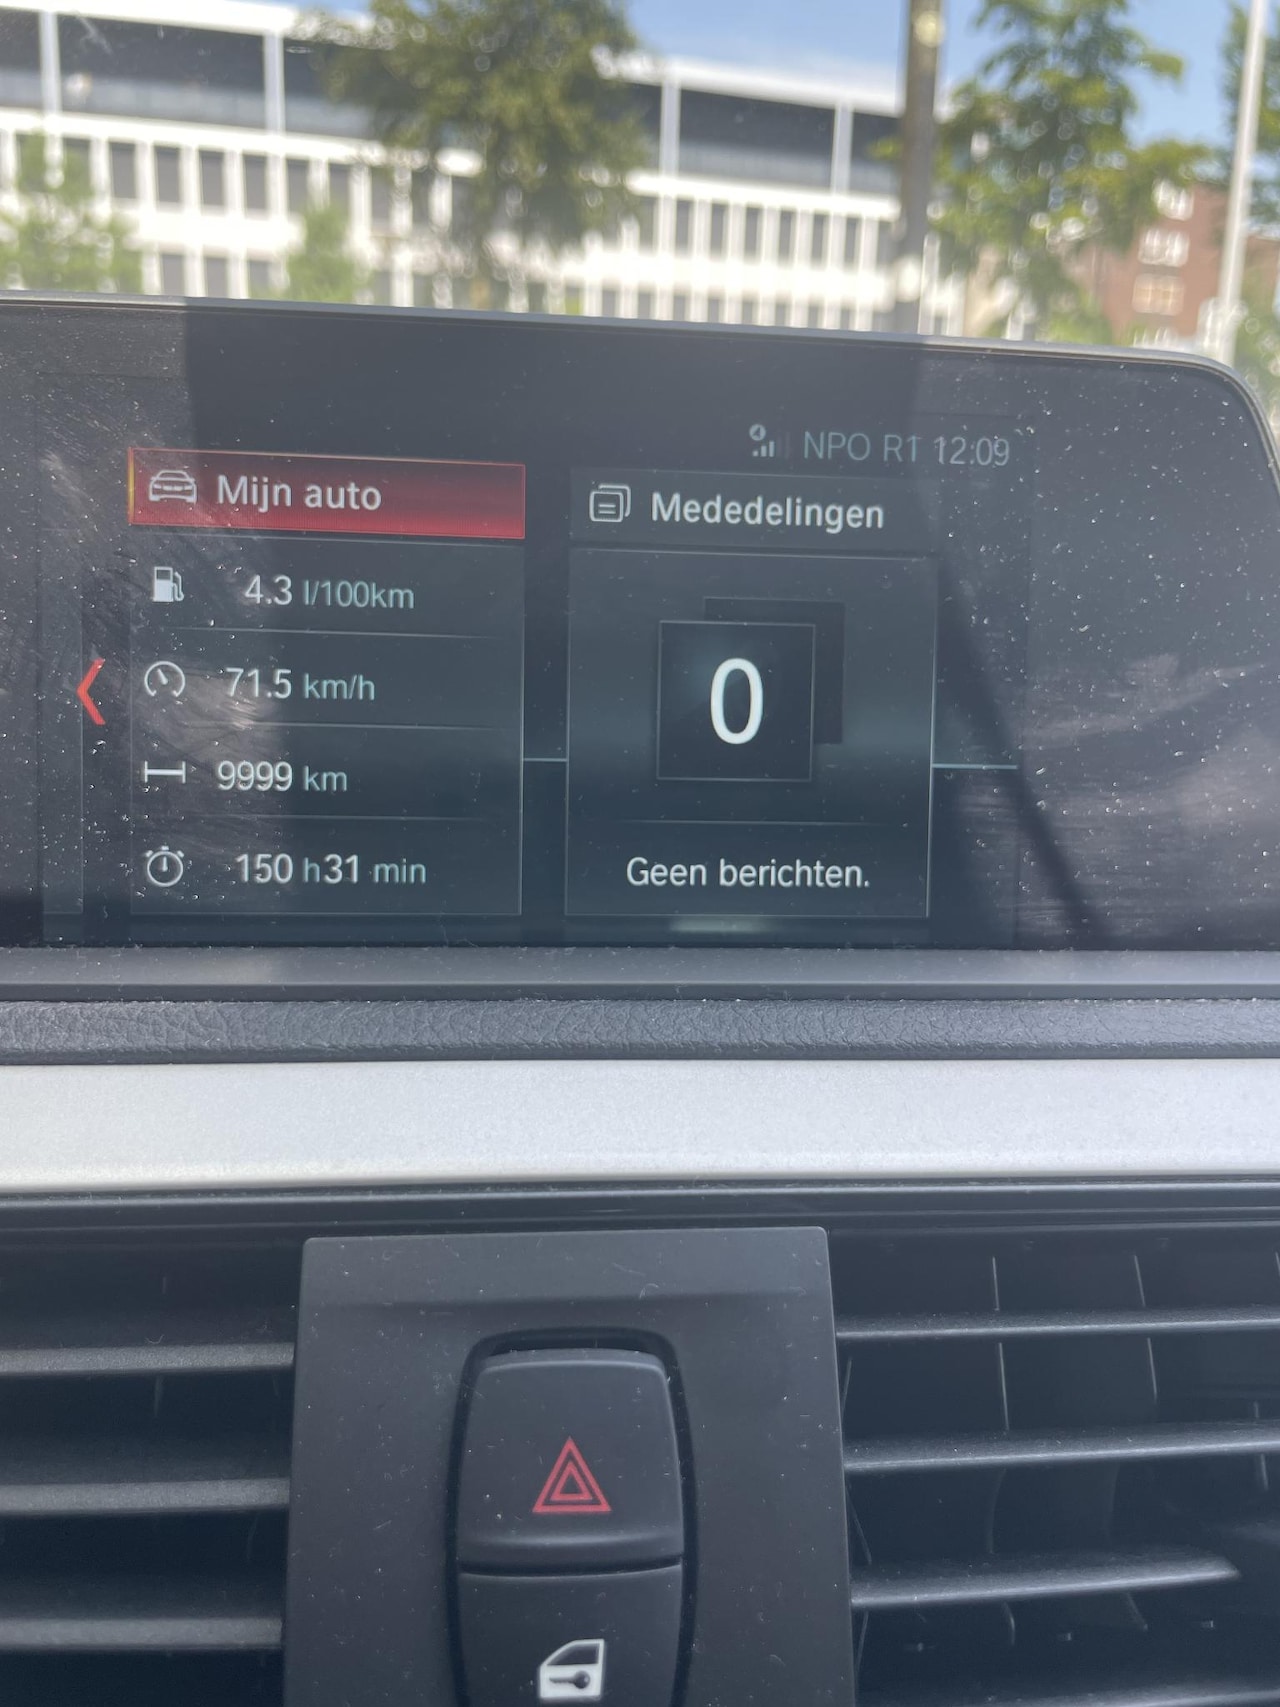 NPO R1 12:09
Mijn auto
4.3 l/100km
71.5 km/h
9999 km
150 h31 min
Mededelingen
0
Geen berichten.